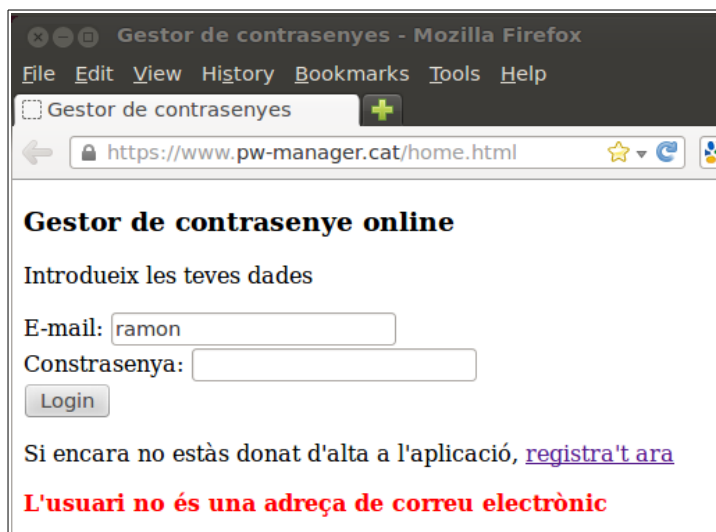 Gestor de contrasenyes - Mozilla Firefox
File Edit View History Bookmarks Tools Help
Gestor de contrasenyes
https://www.pw-manager.cat/home.html
Gestor de contrasenye online
Introdueix les teves dades
E-mail: ramon
Constrasenya:
Login
Si encara no estàs donat d'alta a l'aplicació, registra't ara
L'usuari no és una adreça de correu electrònic